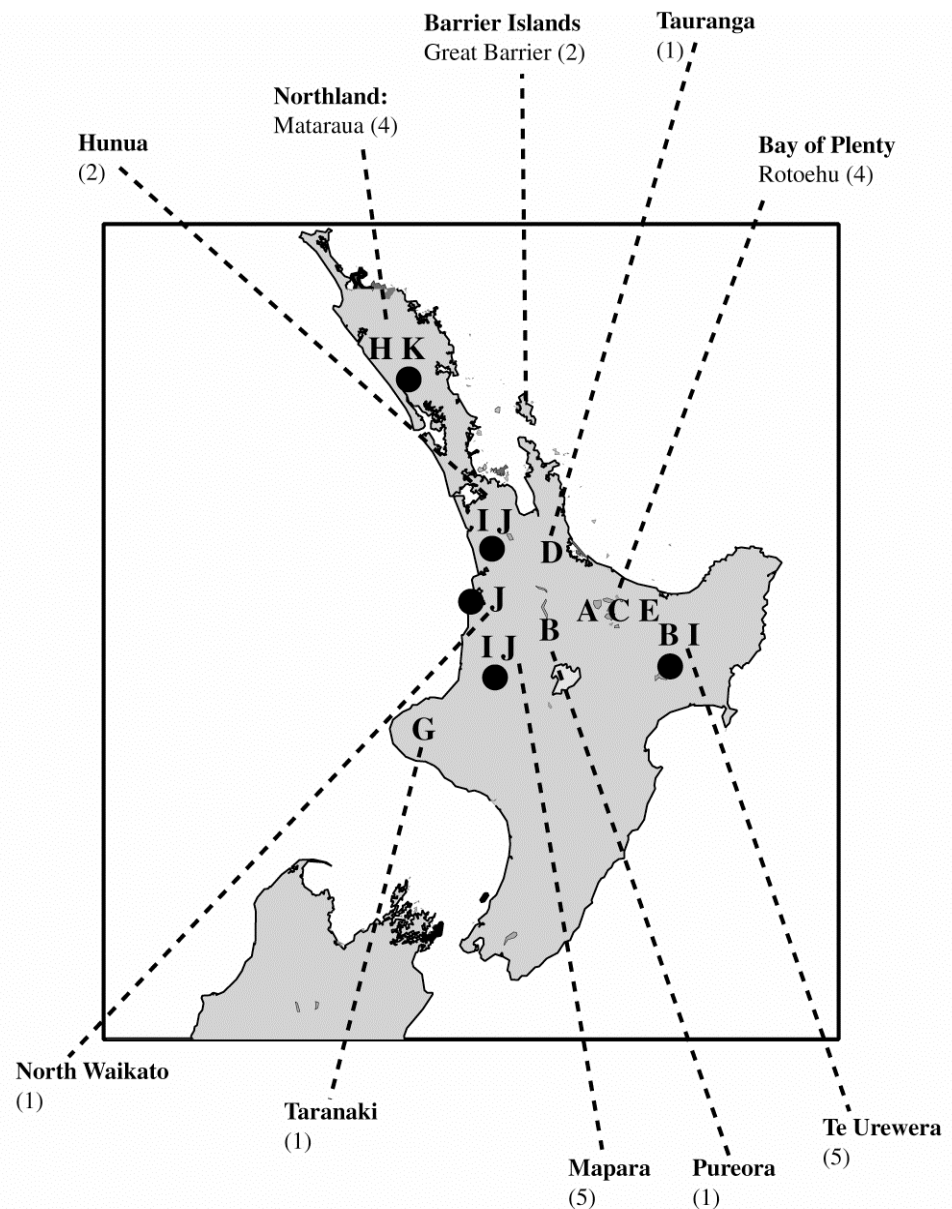 Barrier Islands
Great Barrier (2)
Tauranga
(1)
Northland:
Mataraua (4)
Hunua
(2)
Bay of Plenty
Rotoehu (4)
H K
I J
D
J
A C E
B
B I
I J
G
North Waikato
(1)
Taranaki
(1)
Mapara
(5)
Pureora
(1)
Te Urewera
(5)